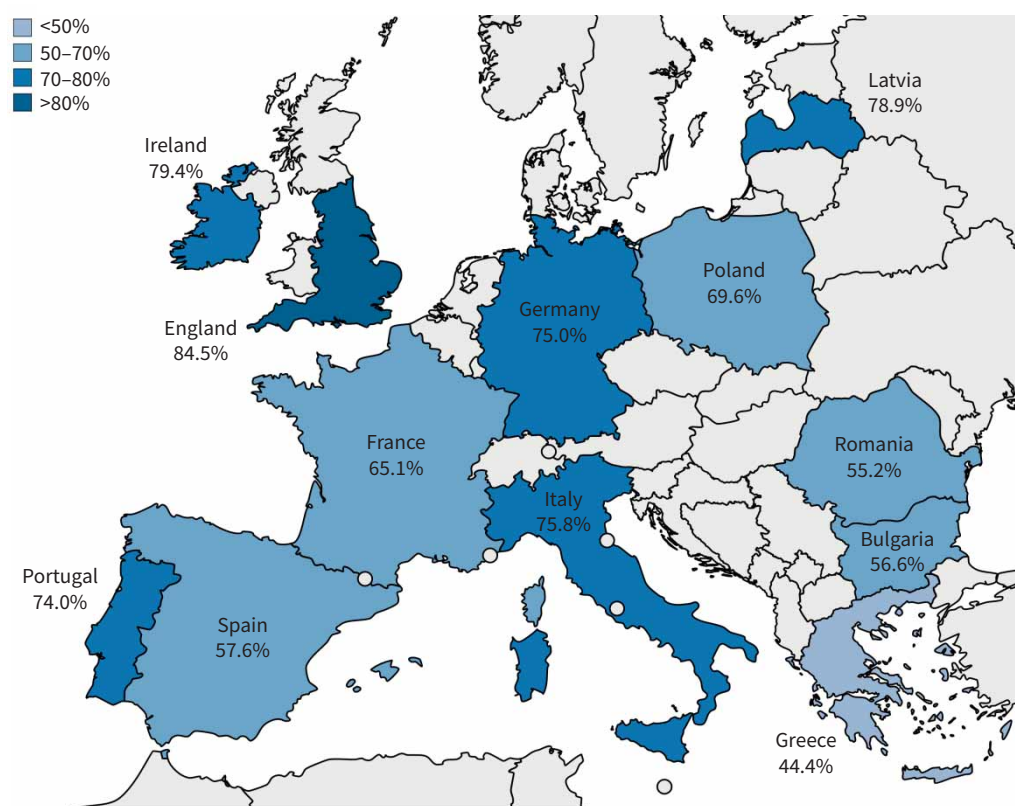 <50%
50–70%
70–80%
>80%
Latvia
78.9%
Ireland
79.4%
Poland
69.6%
England
84.5%
Germany
75.0%
France
65.1%
Romania
55.2%
Italy
75.8%
Bulgaria
56.6%
Portugal
74.0%
Spain
57.6%
Greece
44.4%